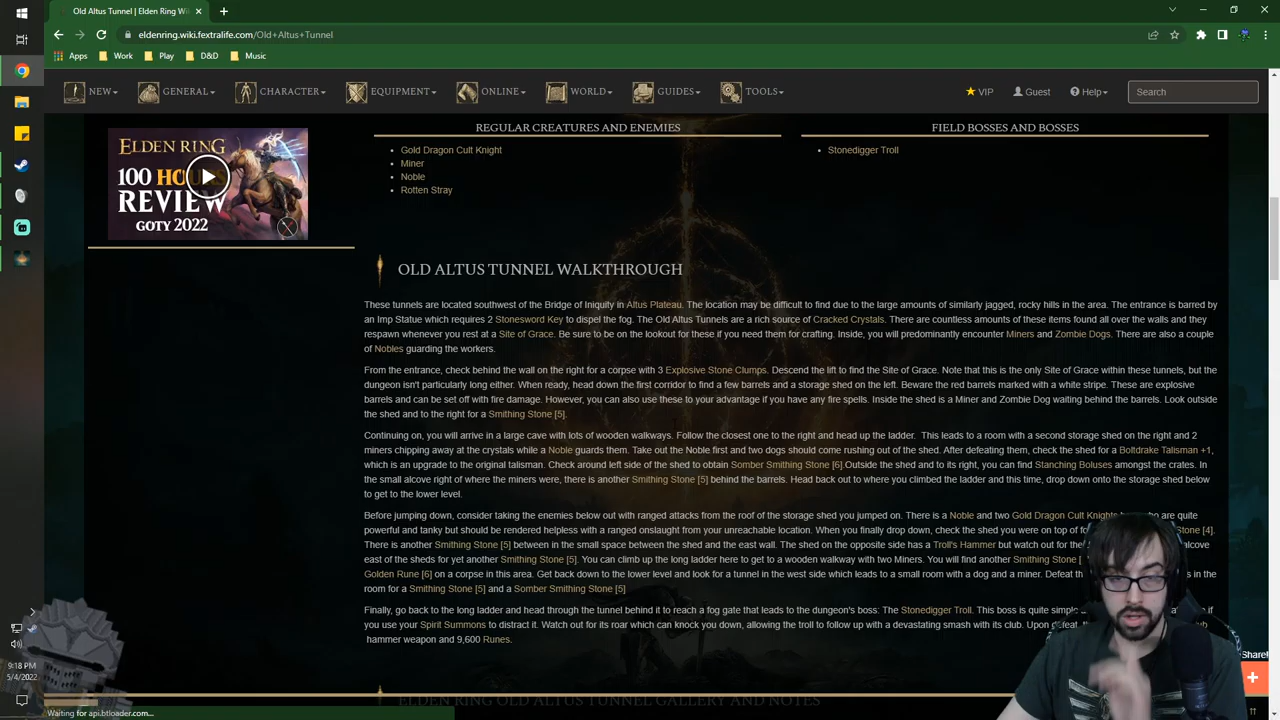 Old Altus Tunnel | Elden Ring Wi
eldenring.wiki.fextralife.com/Old+Altus+Tunnel
Apps Work Play D&D Music
NEW GENERAL CHARACTER EQUIPMENT ONLINE WORLD GUIDES TOOLS VIP Guest Help Search
REGULAR CREATURES AND ENEMIES
Gold Dragon Cult Knight
Miner
Noble
Rotten Stray
FIELD BOSSES AND BOSSES
Stonedigger Troll
ELDEN RING
100 HOU
REVIEW
GOTY 2022
OLD ALTUS TUNNEL WALKTHROUGH
These tunnels are located southwest of the Bridge of Iniquity in Altus Plateau. The location may be difficult to find due to the large amounts of similarly jagged, rocky hills in the area. The entrance is barred by
an Imp Statue which requires 2 Stonesword Key to dispel the fog. The Old Altus Tunnels are a rich source of Cracked Crystals. There are countless amounts of these items found all over the walls and they
respawn whenever you rest at a Site of Grace. Be sure to be on the lookout for these if you need them for crafting. Inside, you will predominantly encounter Miners and Zombie Dogs. There are also a couple
of Nobles guarding the workers.
From the entrance, check behind the wall on the right for a corpse with 3 Explosive Stone Clumps. Descend the lift to find the Site of Grace. Note that this is the only Site of Grace within these tunnels, but the
dungeon isn't particularly long either. When ready, head down the first corridor to find a few barrels and a storage shed on the left. Beware the red barrels marked with a white stripe. These are explosive
barrels and can be set off with fire damage. However, you can also use these to your advantage if you have any fire spells. Inside the shed is a Miner and Zombie Dog waiting behind the barrels. Look outside
the shed and to the right for a Smithing Stone [5].
Continuing on, you will arrive in a large cave with lots of wooden walkways. Follow the closest one to the right and head up the ladder. This leads to a room with a second storage shed on the right and 2
miners chipping away at the crystals while a Noble guards them. Take out the Noble first and two dogs should come rushing out of the shed. After defeating them, check the shed for a Boltdrake Talisman +1,
which is an upgrade to the original talisman. Check around left side of the shed to obtain Somber Smithing Stone [6].Outside the shed and to its right, you can find Stanching Boluses amongst the crates. In
the small alcove right of where the miners were, there is another Smithing Stone [5] behind the barrels. Head back out to where you climbed the ladder and this time, drop down onto the storage shed below
to get to the lower level.
Before jumping down, consider taking the enemies below out with ranged attacks from the roof of the storage shed you jumped on. There is a Noble and two Gold Dragon Cult Knights who are quite
powerful and tanky but should be rendered helpless with a ranged onslaught from your unreachable location. When you finally drop down, check the shed you were on top of fo Stone [4].
There is another Smithing Stone [5] between in the small space between the shed and the east wall. The shed on the opposite side has a Troll's Hammer but watch out for the alcove
east of the sheds for yet another Smithing Stone [5]. You can climb up the long ladder here to get to a wooden walkway with two Miners. You will find another Smithing Stone [
Golden Rune [6] on a corpse in this area. Get back down to the lower level and look for a tunnel in the west side which leads to a small room with a dog and a miner. Defeat th s in the
room for a Smithing Stone [5] and a Somber Smithing Stone [5]
Finally, go back to the long ladder and head through the tunnel behind it to reach a fog gate that leads to the dungeon's boss: The Stonedigger Troll. This boss is quite simple if
you use your Spirit Summons to distract it. Watch out for its roar which can knock you down, allowing the troll to follow up with a devastating smash with its club. Upon defeat, th
hammer weapon and 9,600 Runes.
ELDEN RING OLD ALTUS TUNNEL GALLERY AND NOTES
Share
9:18 PM
5/4/2022
Waiting for api.btloader.com...